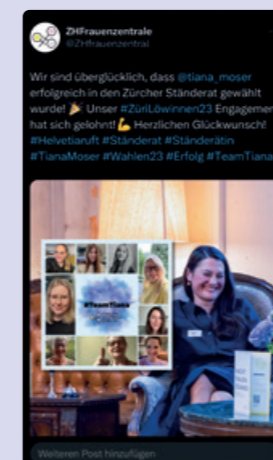 ZHFrauenzentrale
@ZHfrauenzentral
Wir sind überglücklich, dass @tiana_moser
erfolgreich in den Zürcher Ständerat gewählt
wurde! 🎉 Unser #ZüriLöwinnen23 Engagemen
hat sich gelohnt! 💪 Herzlichen Glückwunsch!
#Helvetiaruft #Ständerat #Ständerätin
#TianaMoser #Wahlen23 #Erfolg #TeamTiana
#TeamTiana
Weiteren Post hinzufügen